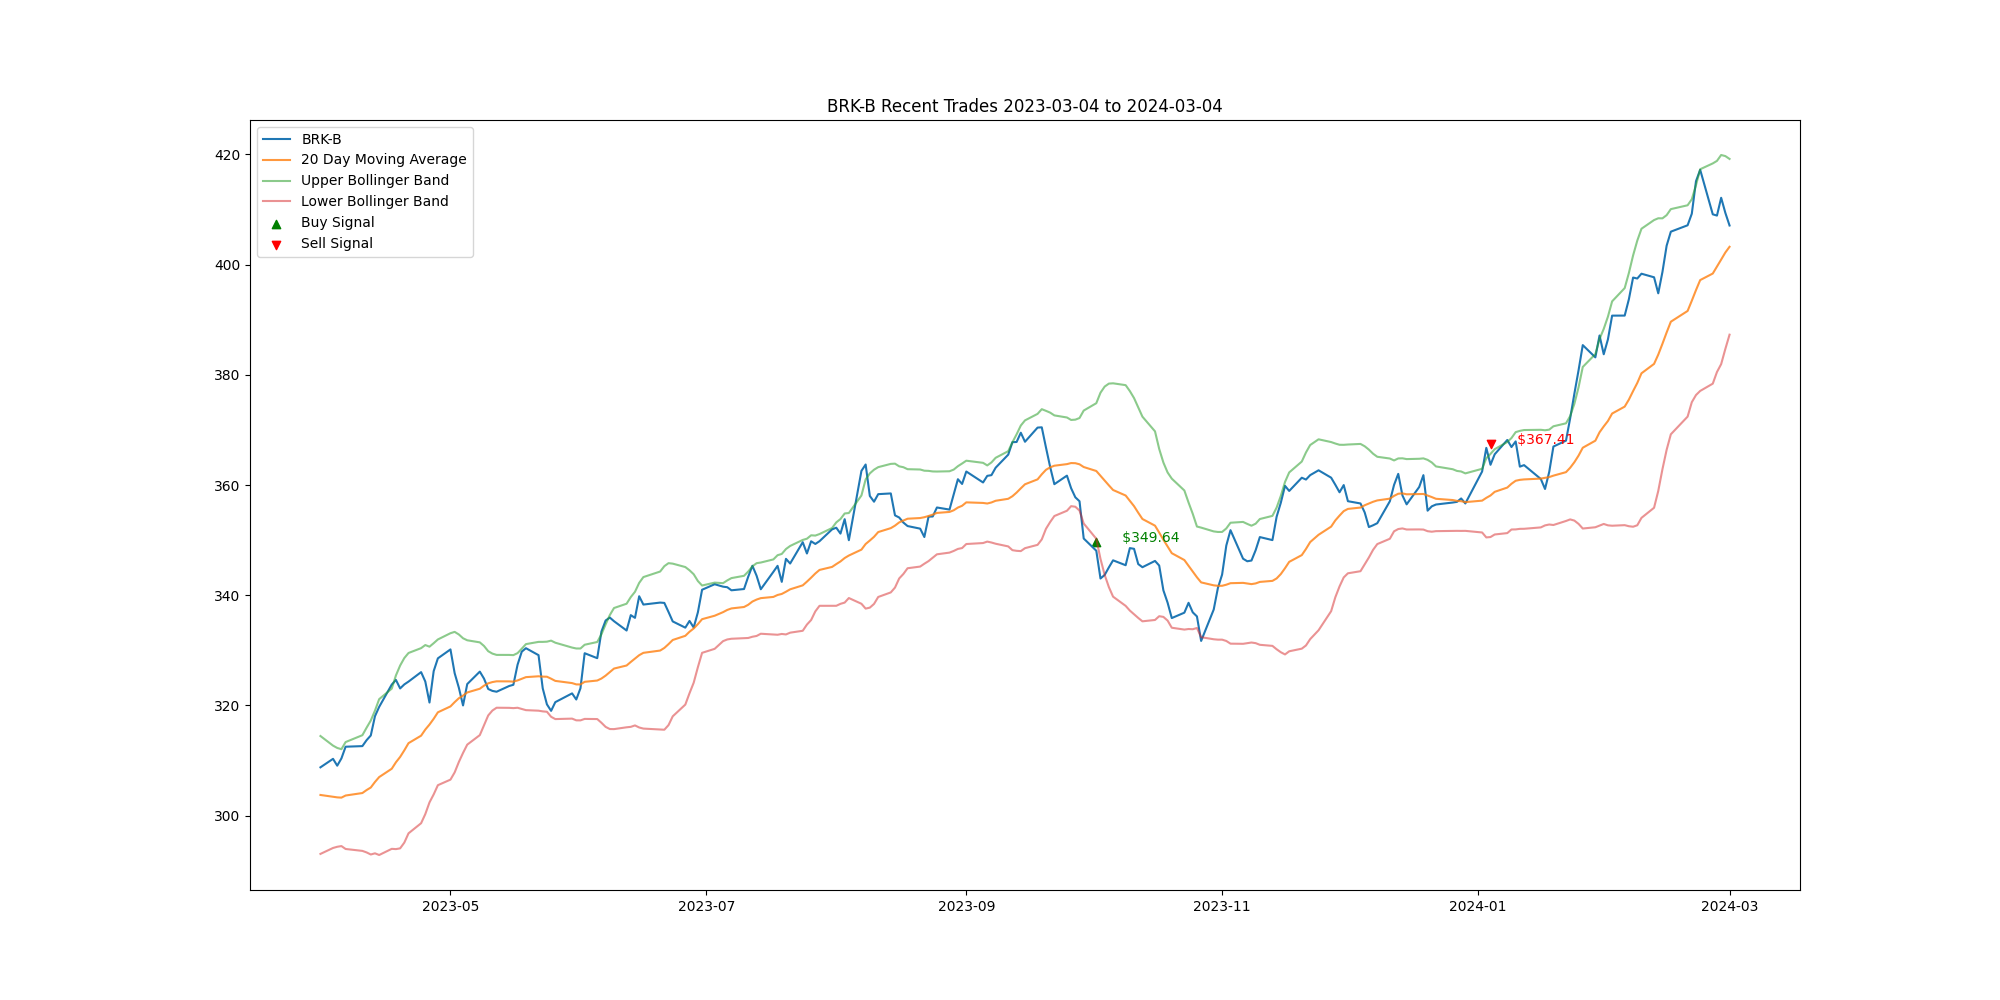 BRK-B Recent Trades 2023-03-04 to 2024-03-04
BRK-B
20 Day Moving Average
Upper Bollinger Band
Lower Bollinger Band
Buy Signal
Sell Signal
420
400
380
360
340
320
300
$367.41
$349.64
2023-05
2023-07
2023-09
2023-11
2024-01
2024-03